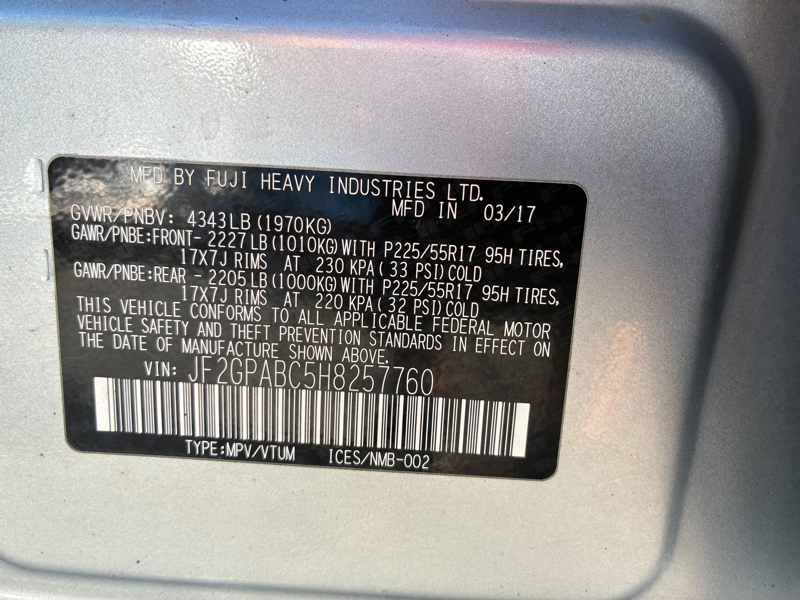 MFD BY FUJI HEAVY INDUSTRIES LTD.
MFD IN 03/17
GVWR/PNBV: 4343LB (1970KG)
GAWR/PNBE:FRONT- 2227LB (1010KG) WITH P225/55R17 95H TIRES,
17X7J RIMS AT 230 KPA (33 PSI) COLD
GAWR/PNBE:REAR - 2205LB (1000KG) WITH P225/55R17 95H TIRES,
17X7J RIMS AT 220 KPA (32 PSI) COLD
THIS VEHICLE CONFORMS TO ALL APPLICABLE FEDERAL MOTOR
VEHICLE SAFETY AND THEFT PREVENTION STANDARDS IN EFFECT ON
THE DATE OF MANUFACTURE SHOWN ABOVE.
VIN: JF2GPABC5H8257760
TYPE:MPV/VTUM ICES/NMB-002